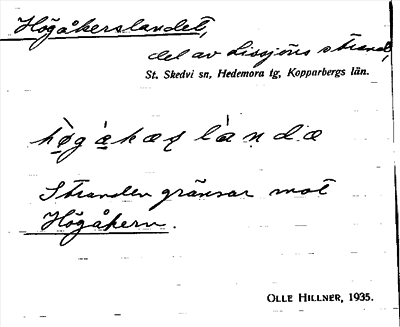 Högåkerslandet,
del av Lissjöns strand,
St. Skedvi sn, Hedemora tg, Kopparbergs län.
Stranden gränsar mot
Högåkern.
OLLE HILLNER, 1935.